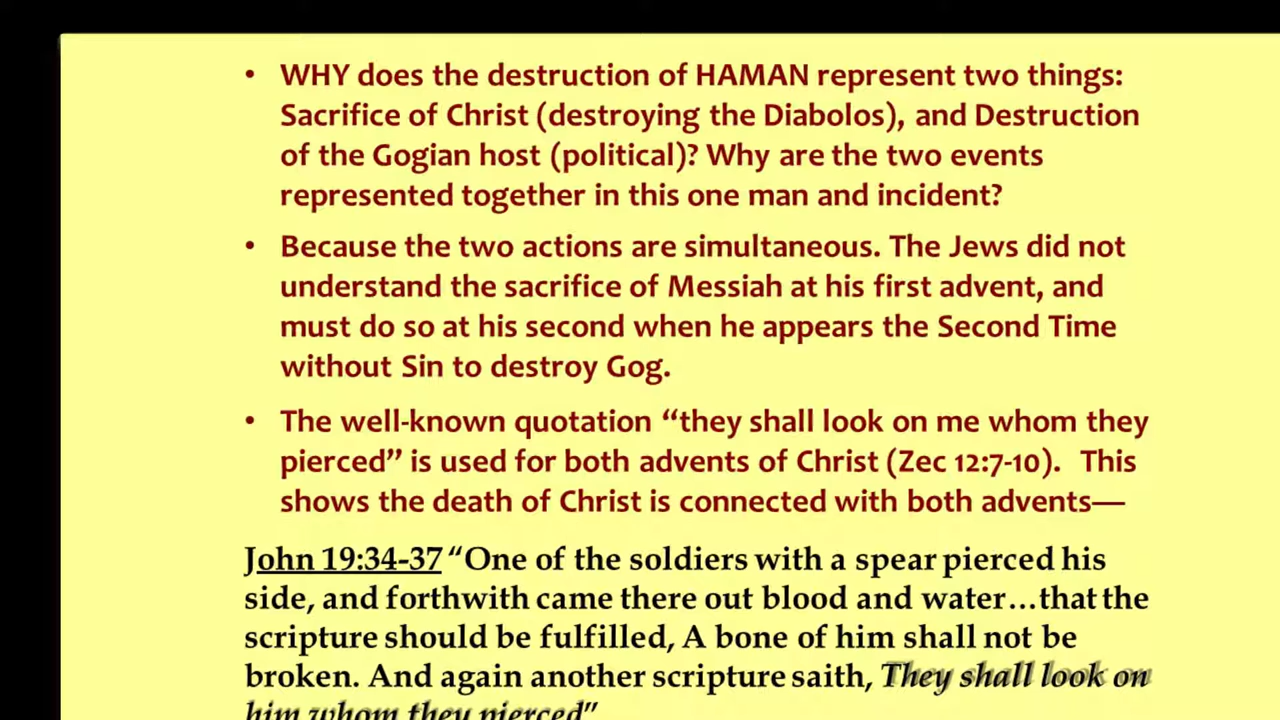 • WHY does the destruction of HAMAN represent two things:
Sacrifice of Christ (destroying the Diabolos), and Destruction
of the Gogian host (political)? Why are the two events
represented together in this one man and incident?
• Because the two actions are simultaneous. The Jews did not
understand the sacrifice of Messiah at his first advent, and
must do so at his second when he appears the Second Time
without Sin to destroy Gog.
• The well-known quotation “they shall look on me whom they
pierced” is used for both advents of Christ (Zec 12:7-10).  This
shows the death of Christ is connected with both advents—
John 19:34-37 “One of the soldiers with a spear pierced his
side, and forthwith came there out blood and water…that the
scripture should be fulfilled, A bone of him shall not be
broken. And again another scripture saith, They shall look on
him whom they pierced”